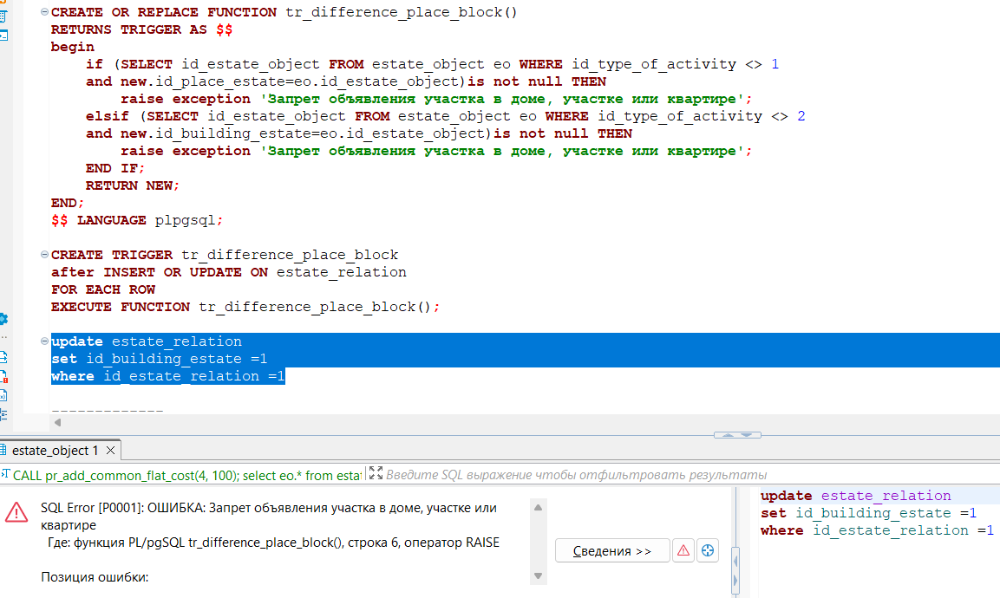 CREATE OR REPLACE FUNCTION tr_difference_place_block()
RETURNS TRIGGER AS $$
begin
    if (SELECT id_estate_object FROM estate_object eo WHERE id_type_of_activity <> 1
    and new.id_place_estate=eo.id_estate_object)is not null THEN
        raise exception 'Запрет объявления участка в доме, участке или квартире';
    elsif (SELECT id_estate_object FROM estate_object eo WHERE id_type_of_activity <> 2
    and new.id_building_estate=eo.id_estate_object)is not null THEN
        raise exception 'Запрет объявления участка в доме, участке или квартире';
    END IF;
    RETURN NEW;
END;
$$ LANGUAGE plpgsql;
CREATE TRIGGER tr_difference_place_block
after INSERT OR UPDATE ON estate_relation
FOR EACH ROW
EXECUTE FUNCTION tr_difference_place_block();
update estate_relation
set id_building_estate =1
where id_estate_relation =1
-------------
estate_object 1
CALL pr_add_common_flat_cost(4, 100); select eo.* from estat
Введите SQL выражение чтобы отфильтровать результаты
SQL Error [P0001]: ОШИБКА: Запрет объявления участка в доме, участке или
квартире
Где: функция PL/pgSQL tr_difference_place_block(), строка 6, оператор RAISE
Позиция ошибки:
Сведения >>
update estate_relation
set id_building_estate =1
where id_estate_relation =1